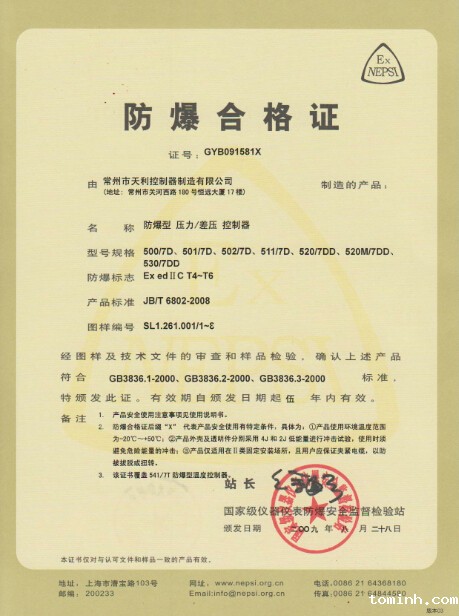 Ex
NEPSI
防爆合格证
证号: GYB091581X
由 常州市天利控制器制造有限公司 制造的产品:
(地址: 常州市关河西路180号恒远大厦17楼)
名称 防爆型 压力/差压 控制器
型号规格 500/7D、501/7D、502/7D、511/7D、520/7DD、520M/7DD、
530/7DD
防爆标志 Ex edⅡC T4~T6
产品标准 JB/T 6802-2008
图样编号 SL1.261.001/1~8
经图样及技术文件的审查和样品检验,确认上述产品
符合 GB3836.1-2000、GB3836.2-2000、GB3836.3-2000 标准,
特颁发此证。有效期自颁发日期起伍年内有效。
备注 1. 产品安全使用注意事项见使用说明书。
2. 防爆合格证后缀“X”代表产品安全使用有特定条件,具体为:①产品使用环境温度范围
为-20℃~+60℃;②产品外壳及透明件分别采用4J和2J低能量进行冲击试验,使用时须
避免危险能量的冲击;③产品仅适用在Ⅱ类固定安装场所,且用户应保证夹紧电缆,以防
被拔脱或扭转。
3. 该证书覆盖541/7T防爆型温度控制器。
站长
国家级仪器仪表防爆安全监督检验站
颁发日期 二〇〇九年八月二十八日
本证书仅对与认可文件和样品一致的产品有效。
地址: 上海市漕宝路103号 网址: www.nepsi.org.cn 电话:0086 21 64368180
邮编: 200233 Email:info@nepsi.org.cn 传真:0086 21 64844580
tominh.com